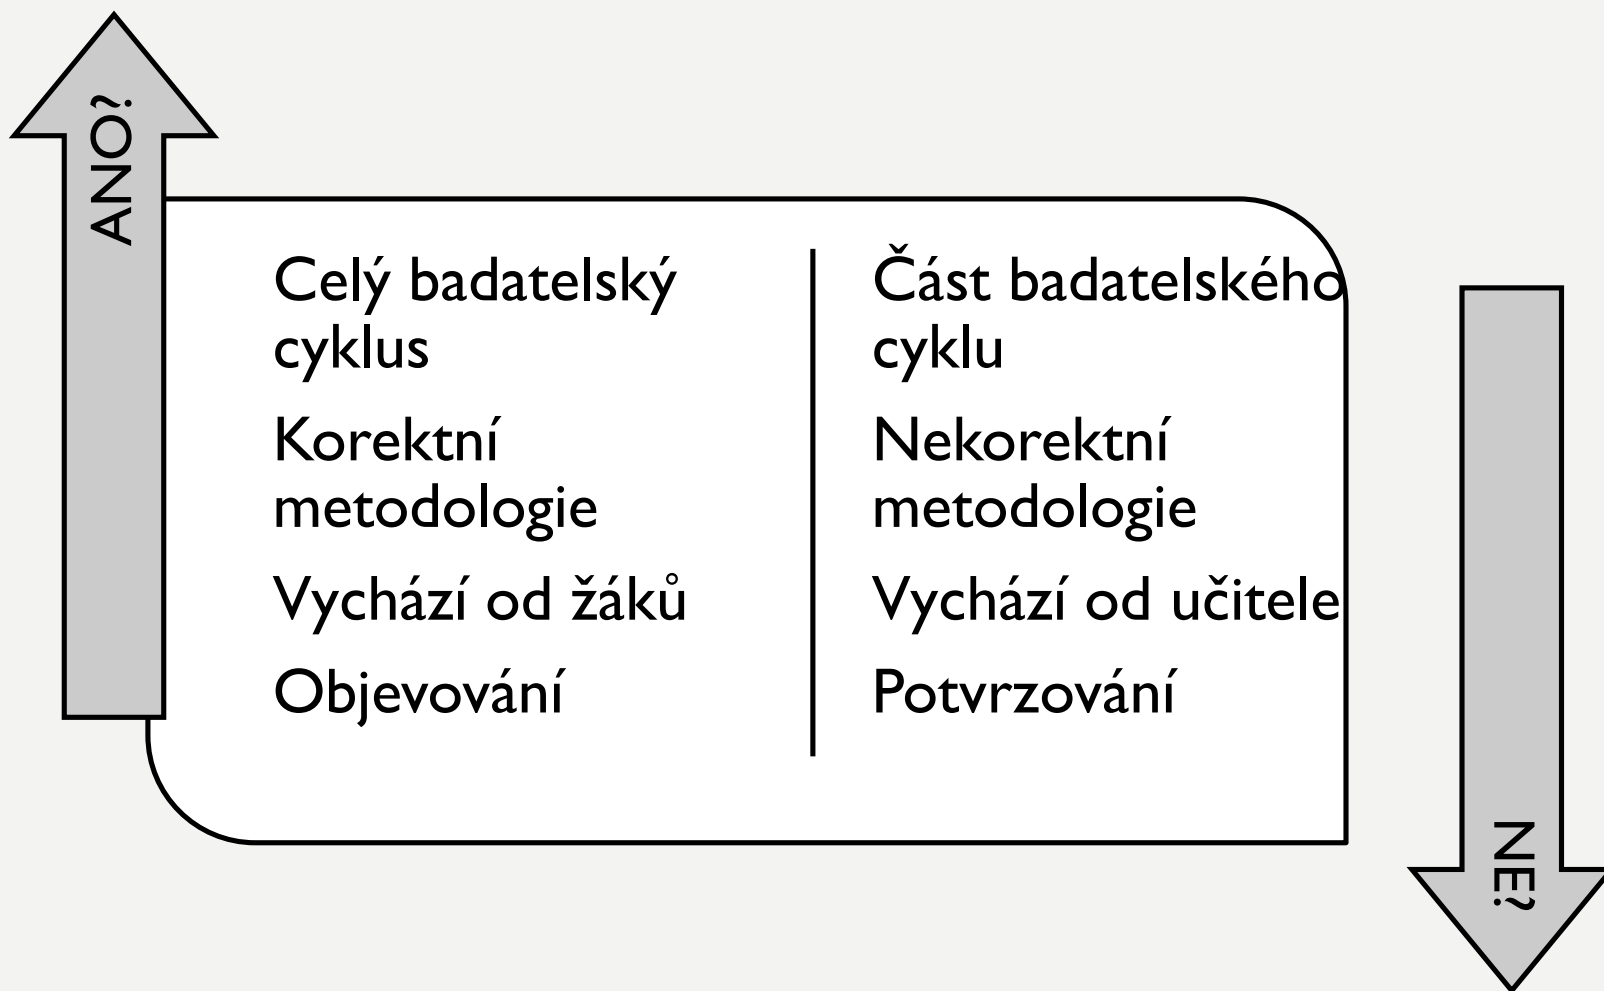 ANO?
Celý badatelský
cyklus
Korektní
metodologie
Vychází od žáků
Objevování
Část badatelského
cyklu
Nekorektní
metodologie
Vychází od učitele
Potvrzování
NE?